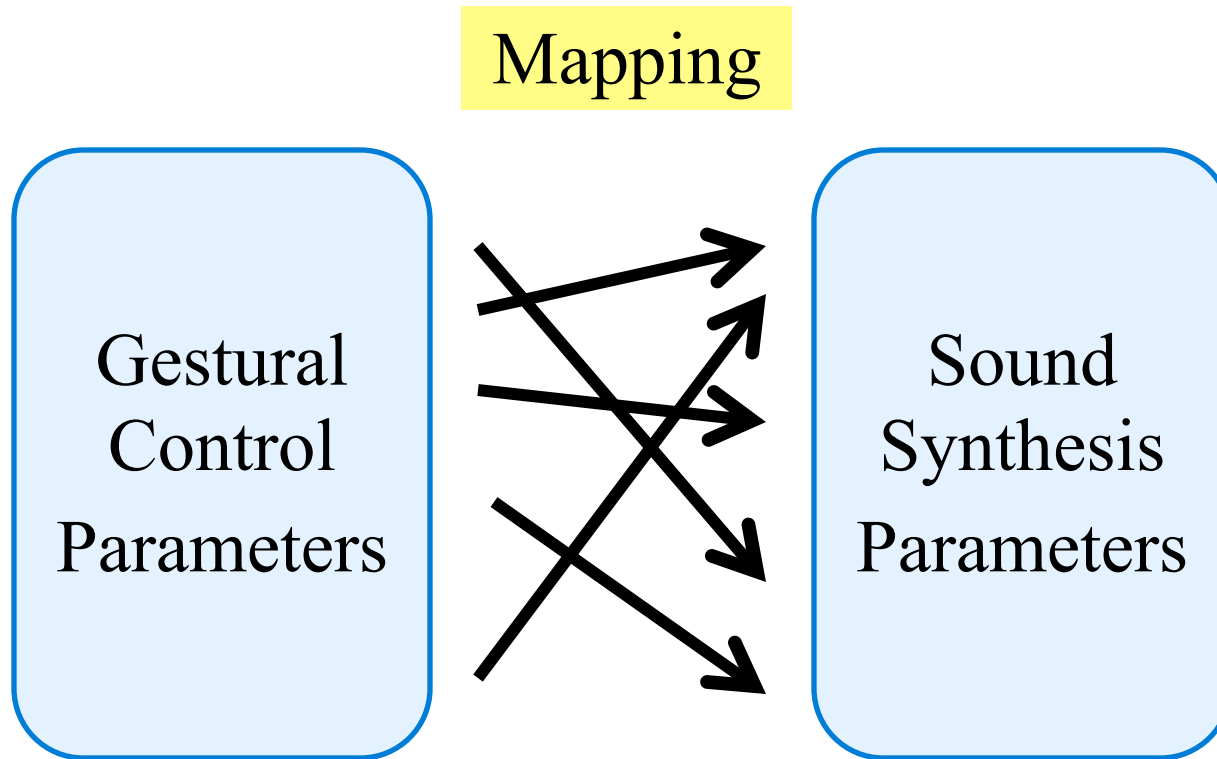 Mapping
Gestural
Control
Parameters
Sound
Synthesis
Parameters